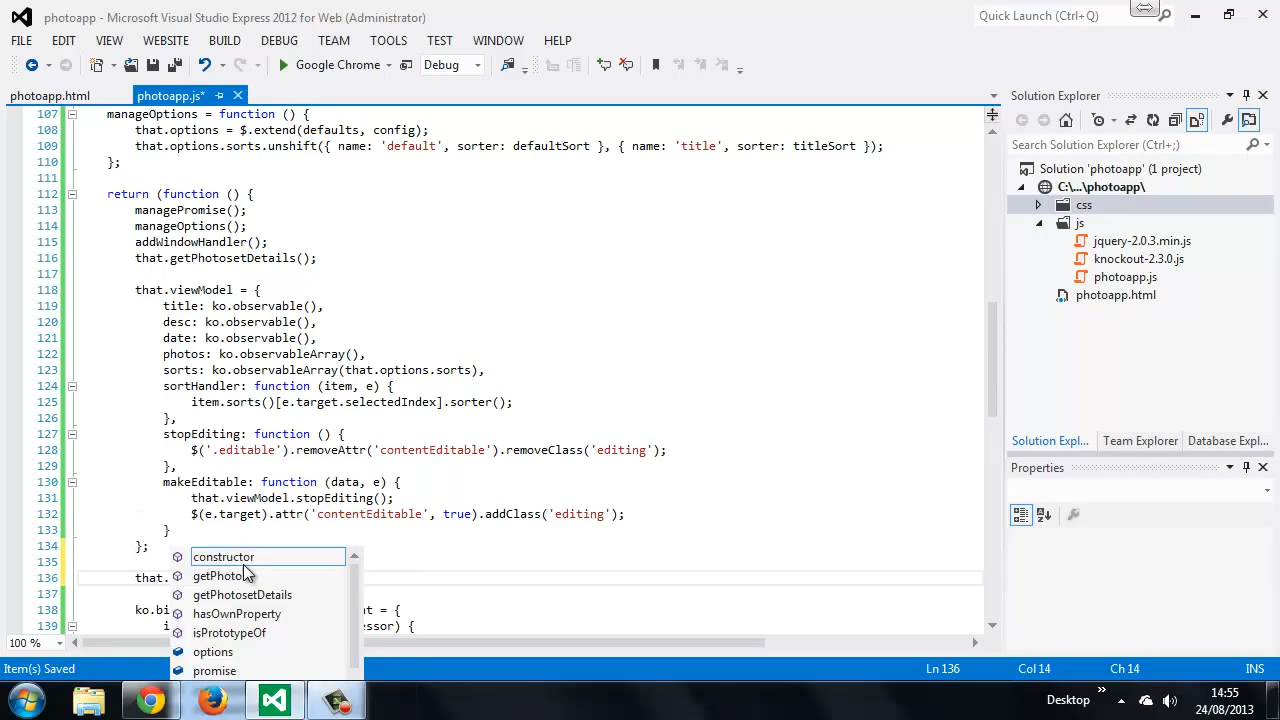 photoapp - Microsoft Visual Studio Express 2012 for Web (Administrator)
Quick Launch (Ctrl+Q)
FILE EDIT VIEW WEBSITE BUILD DEBUG TEAM TOOLS TEST WINDOW HELP
Google Chrome Debug
photoapp.html photoapp.js*
107 manageOptions = function () {
108 that.options = $.extend(defaults, config);
109 that.options.sorts.unshift({ name: 'default', sorter: defaultSort }, { name: 'title', sorter: titleSort });
110 };
111
112 return (function () {
113 managePromise();
114 manageOptions();
115 addWindowHandler();
116 that.getPhotosetDetails();
117
118 that.viewModel = {
119 title: ko.observable(),
120 desc: ko.observable(),
121 date: ko.observable(),
122 photos: ko.observableArray(),
123 sorts: ko.observableArray(that.options.sorts),
124 sortHandler: function (item, e) {
125 item.sorts()[e.target.selectedIndex].sorter();
126 },
127 stopEditing: function () {
128 $('.editable').removeAttr('contentEditable').removeClass('editing');
129 },
130 makeEditable: function (data, e) {
131 that.viewModel.stopEditing();
132 $(e.target).attr('contentEditable', true).addClass('editing');
133 }
134 };
135
136 that.
137
138 ko.bi nt = {
139 i essor) {
constructor
getPhoto
getPhotosetDetails
hasOwnProperty
isPrototypeOf
options
promise
100 %
Solution Explorer
Search Solution Explorer (Ctrl+;)
Solution 'photoapp' (1 project)
C:\...\photoapp\
css
js
jquery-2.0.3.min.js
knockout-2.3.0.js
photoapp.js
photoapp.html
Solution Expl... Team Explorer Database Expl...
Properties
Item(s) Saved Ln 136 Col 14 Ch 14 INS
Desktop
14:55
24/08/2013